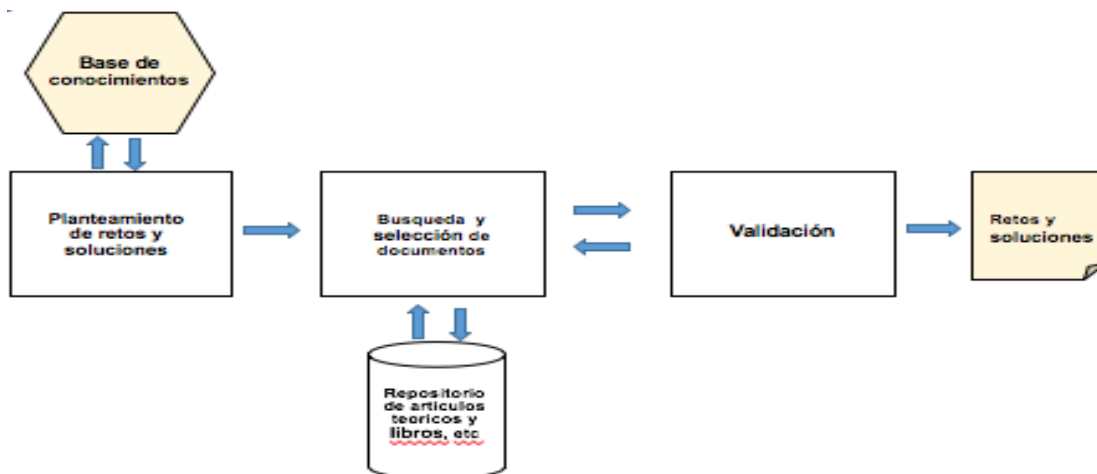 Base de
conocimientos
Planteamiento
de retos y
soluciones
Busqueda y
selección de
documentos
Validación
Retos y
soluciones
Repositorio
de artículos
teoricos y
libros, etc